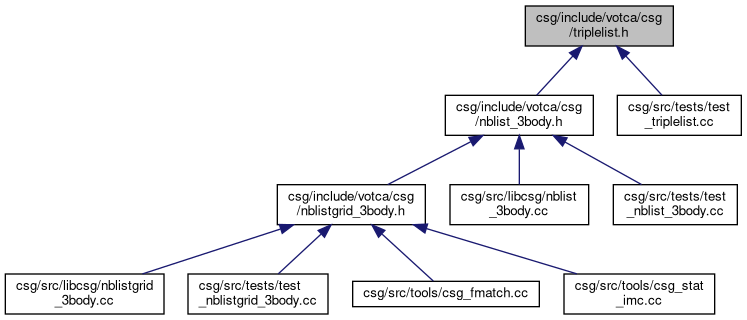 csg/include/votca/csg
/triplelist.h
csg/include/votca/csg
/nblist_3body.h
csg/src/tests/test
_triplelist.cc
csg/include/votca/csg
/nblistgrid_3body.h
csg/src/libcsg/nblist
_3body.cc
csg/src/tests/test
_nblist_3body.cc
csg/src/libcsg/nblistgrid
_3body.cc
csg/src/tests/test
_nblistgrid_3body.cc
csg/src/tools/csg_fmatch.cc
csg/src/tools/csg_stat
_imc.cc